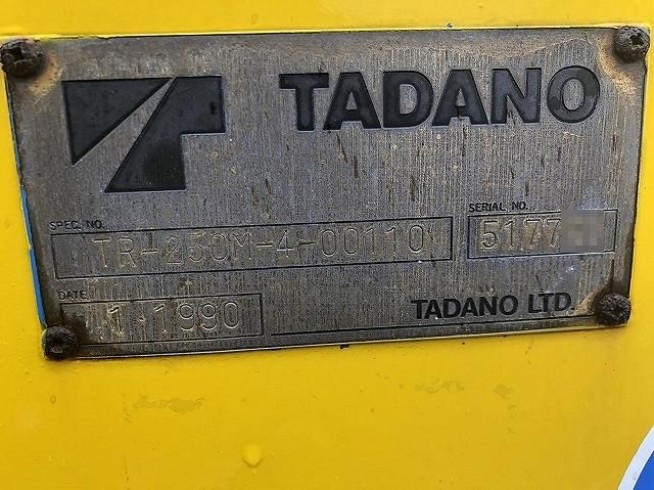 TADANO
SPEC. NO.
TR-250M-4-00110
SERIAL NO.
5177
DATE
1-1990
TADANO LTD.